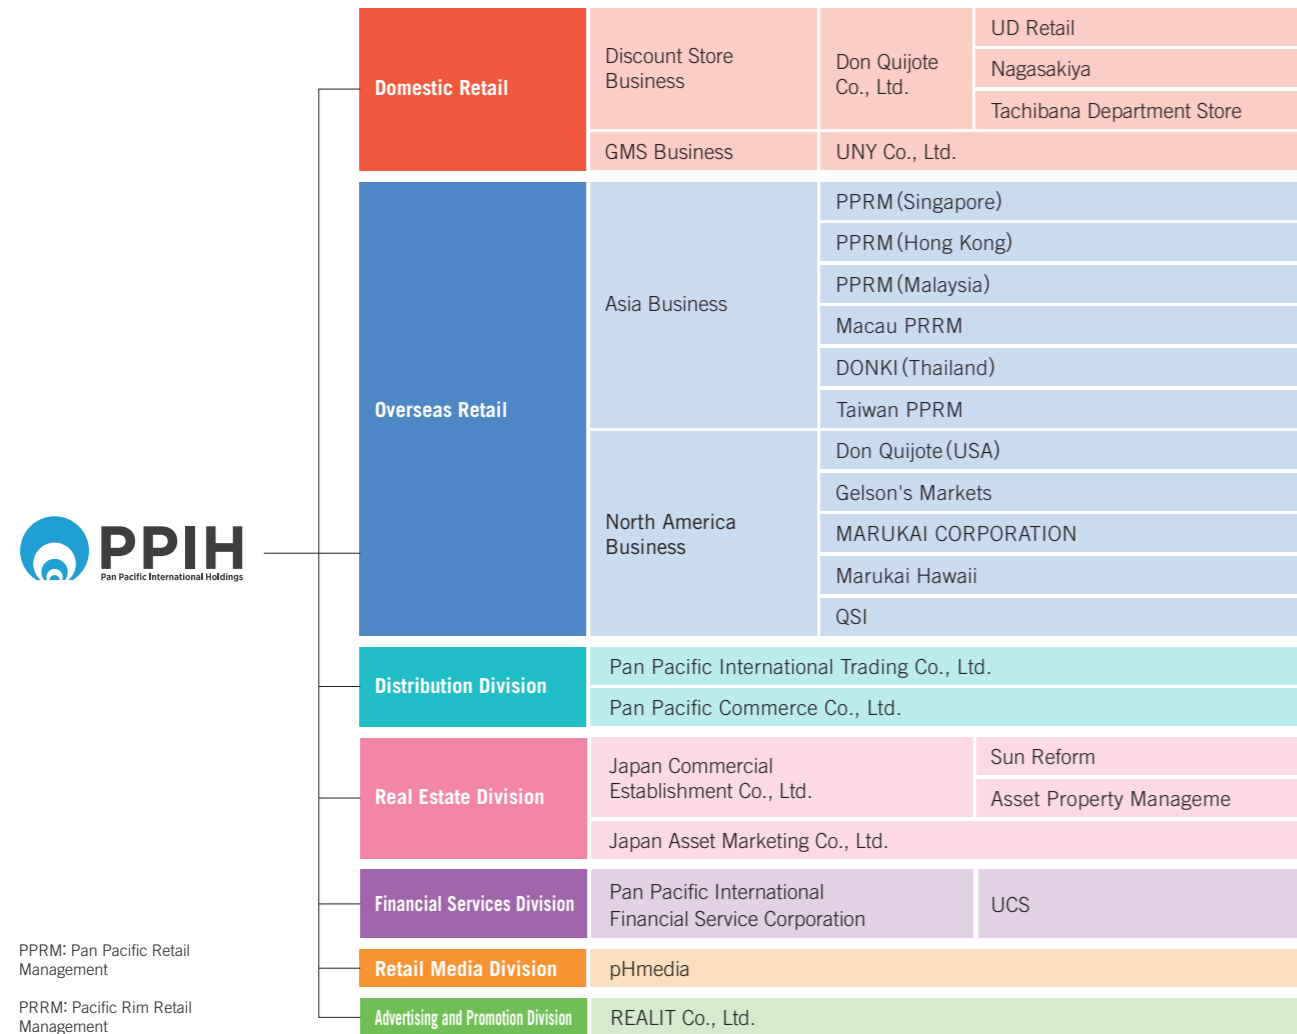 Domestic Retail
Discount Store
Business
Don Quijote
Co., Ltd.
UD Retail
Nagasakiya
Tachibana Department Store
GMS Business
UNY Co., Ltd.
Overseas Retail
Asia Business
PPRM (Singapore)
PPRM (Hong Kong)
PPRM (Malaysia)
Macau PRRM
DONKI (Thailand)
Taiwan PPRM
North America
Business
Don Quijote (USA)
Gelson's Markets
MARUKAI CORPORATION
Marukai Hawaii
QSI
PPIH
Pan Pacific International Holdings
Distribution Division
Pan Pacific International Trading Co., Ltd.
Pan Pacific Commerce Co., Ltd.
Real Estate Division
Japan Commercial
Establishment Co., Ltd.
Sun Reform
Asset Property Manageme
Japan Asset Marketing Co., Ltd.
Financial Services Division
Pan Pacific International
Financial Service Corporation
UCS
Retail Media Division
pHmedia
Advertising and Promotion Division
REALIT Co., Ltd.
PPRM: Pan Pacific Retail
Management
PRRM: Pacific Rim Retail
Management